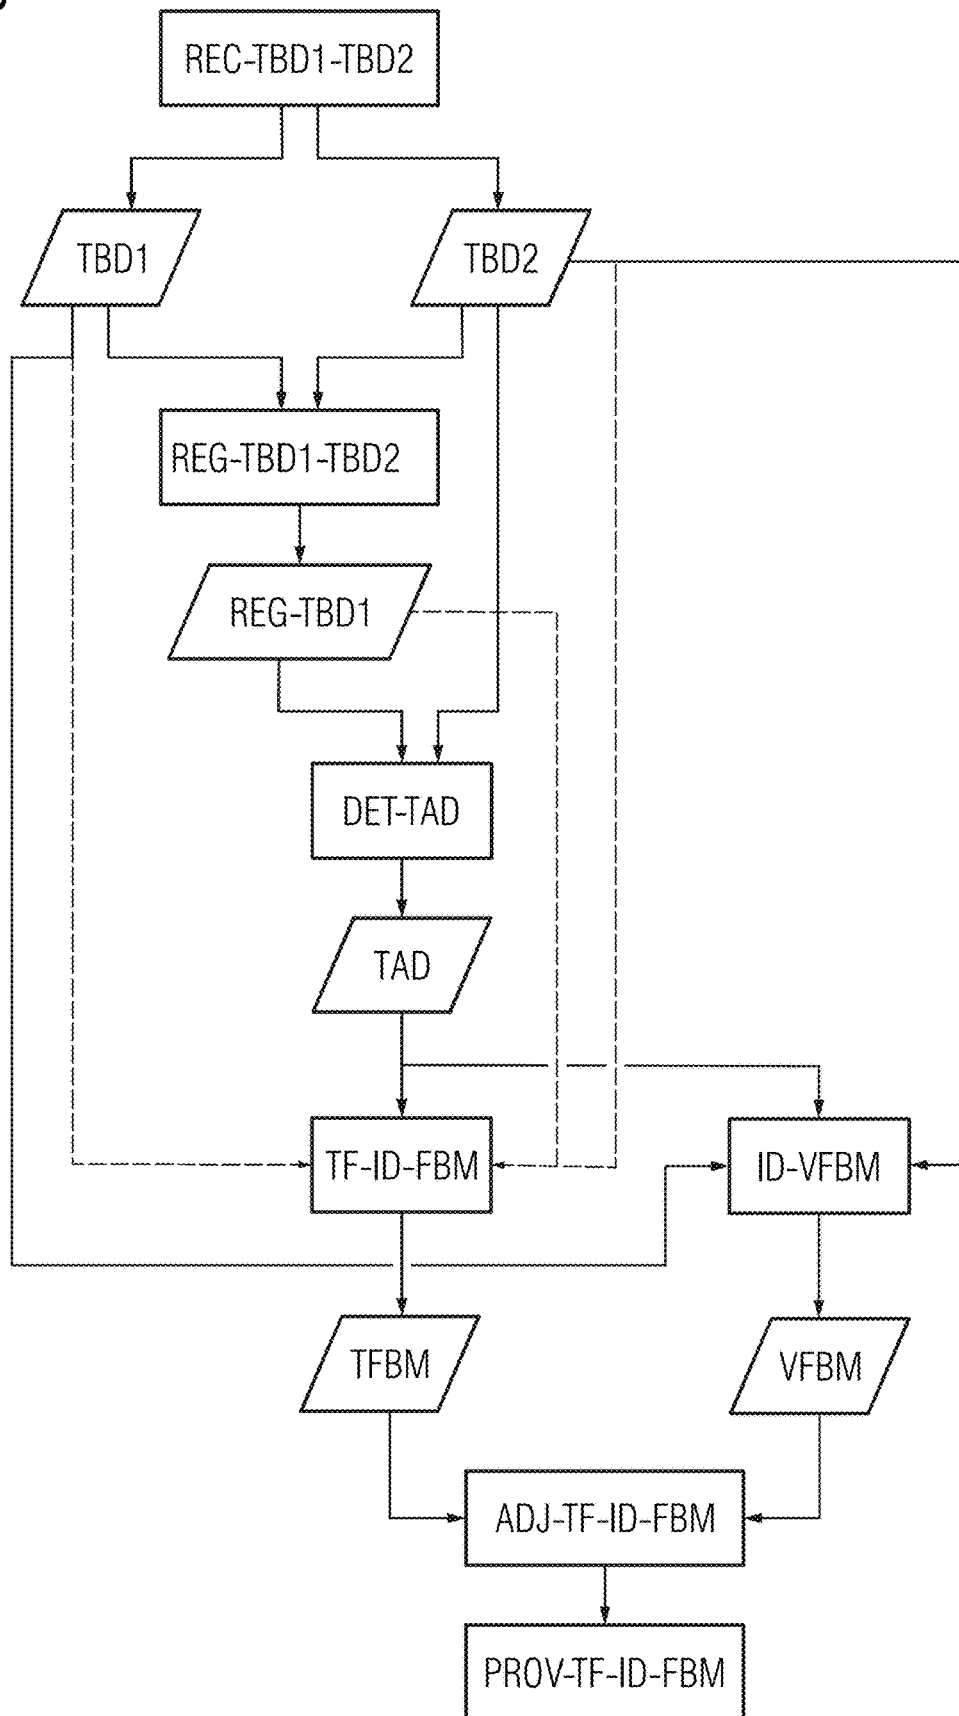 REC-TBD1-TBD2
TBD1
TBD2
REG-TBD1-TBD2
REG-TBD1
DET-TAD
TAD
TF-ID-FBM
ID-VFBM
TFBM
VFBM
ADJ-TF-ID-FBM
PROV-TF-ID-FBM